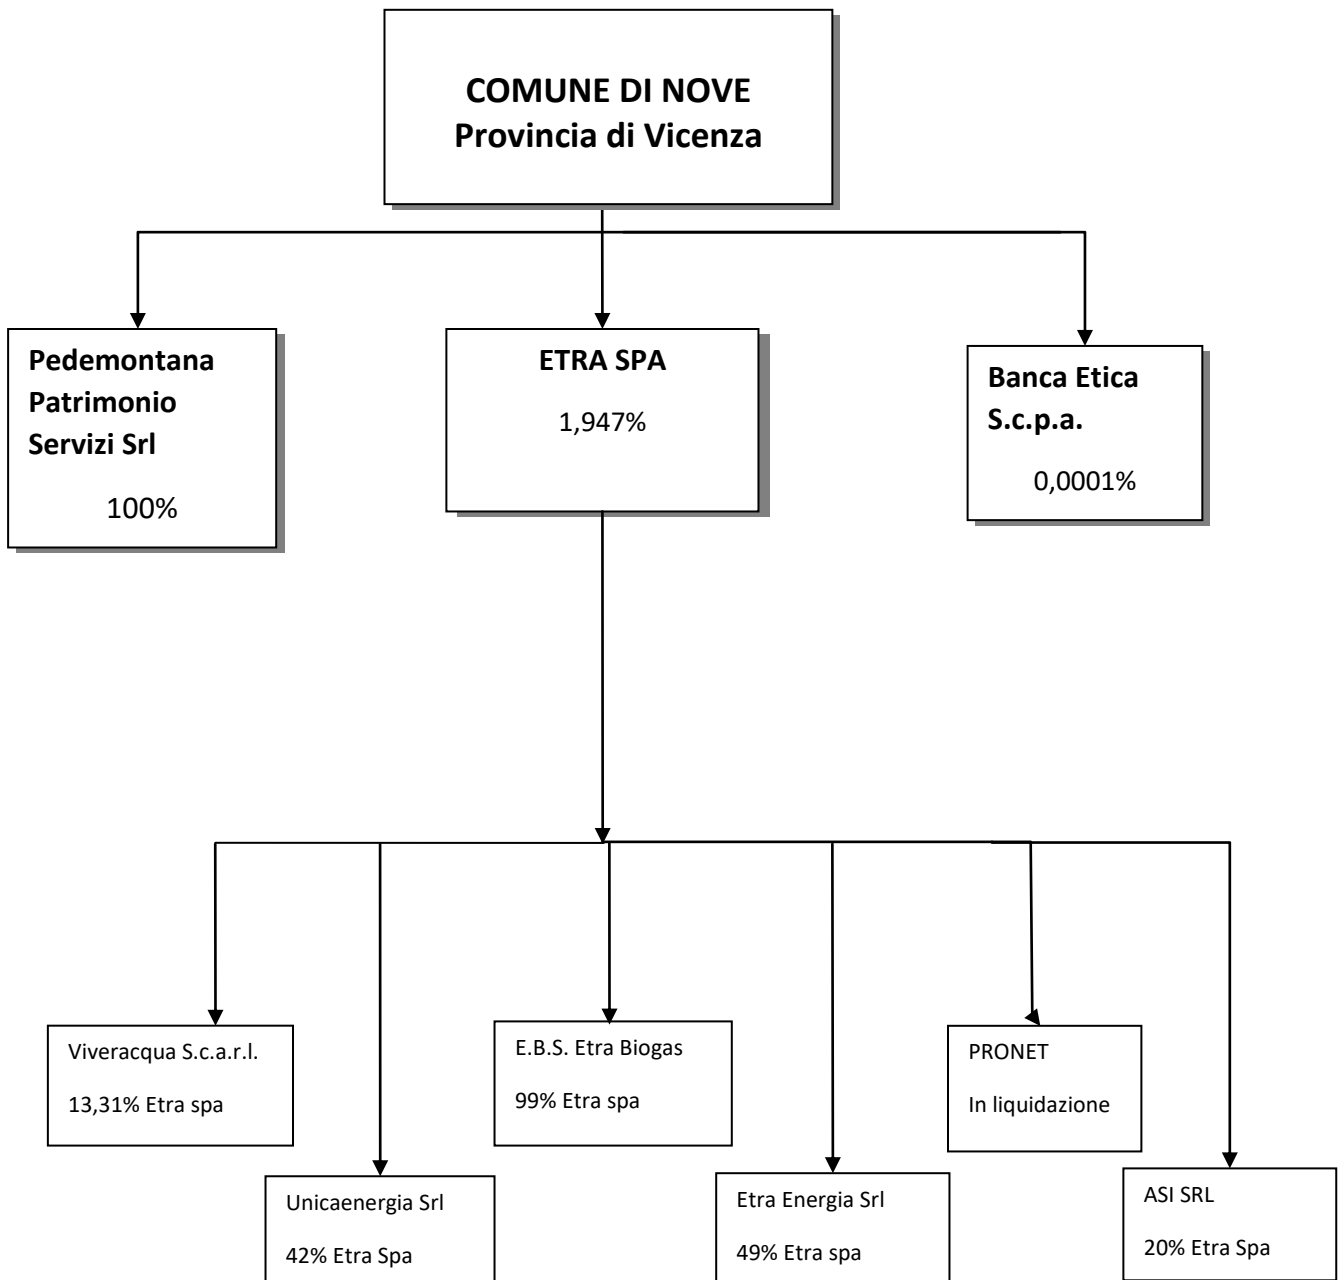 COMUNE DI NOVE
Provincia di Vicenza
Pedemontana
Patrimonio
Servizi Srl
100%
ETRA SPA
1,947%
Banca Etica
S.c.p.a.
0,0001%
Viveracqua S.c.a.r.l.
13,31% Etra spa
Unicaenergia Srl
42% Etra Spa
E.B.S. Etra Biogas
99% Etra spa
Etra Energia Srl
49% Etra spa
PRONET
In liquidazione
ASI SRL
20% Etra Spa